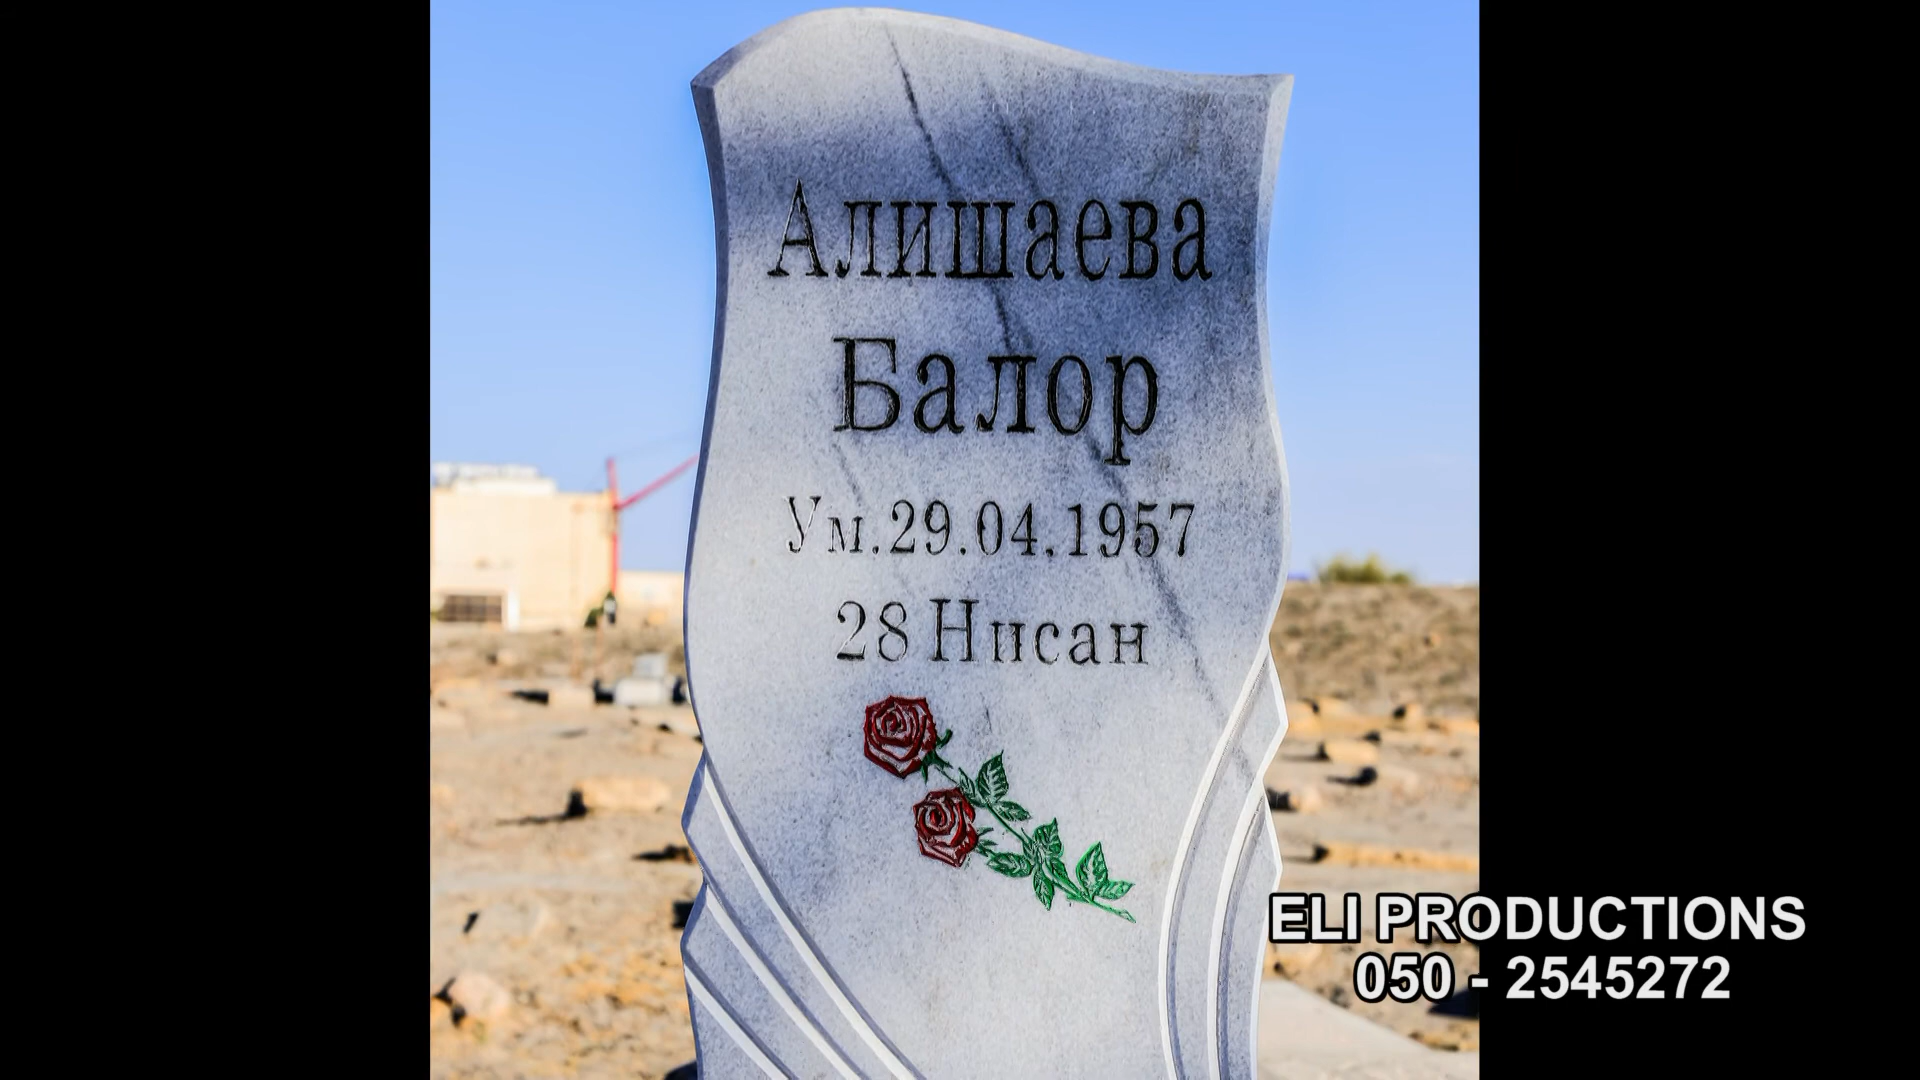 Алишаева
Балор
Ум.29.04.1957
28 Нисан
ELI PRODUCTIONS
050 - 2545272